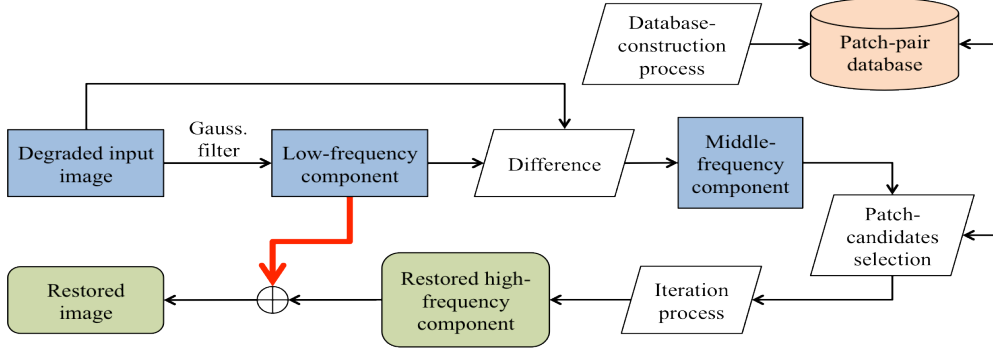 Database-
construction
process
Patch-pair
database
Gauss.
filter
Degraded input
image
Low-frequency
component
Difference
Middle-
frequency
component
Patch-
candidates
selection
Restored
image
Restored high-
frequency
component
Iteration
process